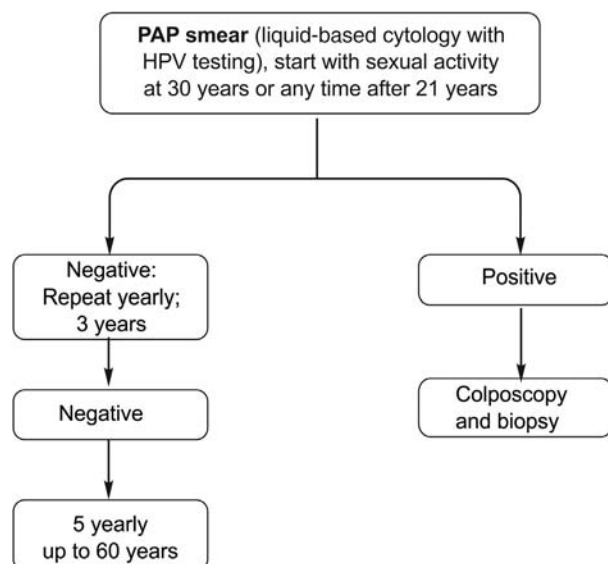 PAP smear (liquid-based cytology with
HPV testing), start with sexual activity
at 30 years or any time after 21 years
Negative:
Repeat yearly;
3 years
Positive
Negative
Colposcopy
and biopsy
5 yearly
up to 60 years